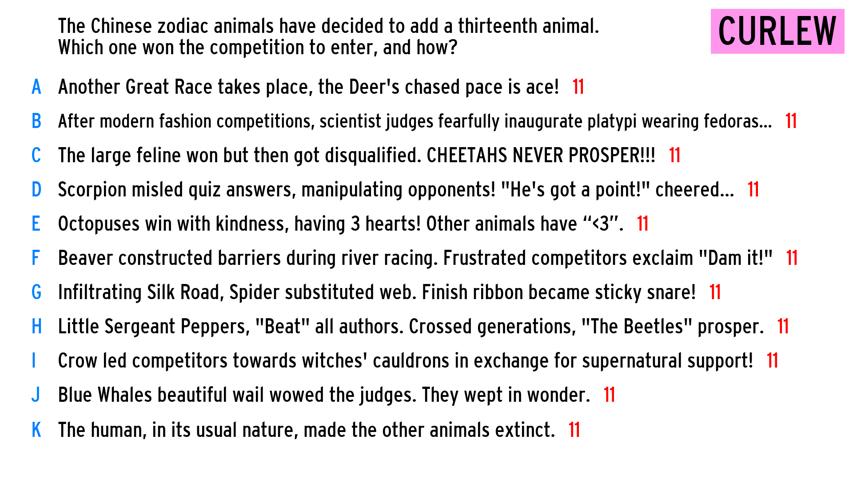 The Chinese zodiac animals have decided to add a thirteenth animal.
Which one won the competition to enter, and how?
CURLEW
A Another Great Race takes place, the Deer's chased pace is ace! 11
B After modern fashion competitions, scientist judges fearfully inaugurate platypi wearing fedoras... 11
C The large feline won but then got disqualified. CHEETAHS NEVER PROSPER!!! 11
D Scorpion misled quiz answers, manipulating opponents! "He's got a point!" cheered... 11
E Octopuses win with kindness, having 3 hearts! Other animals have “<3”. 11
F Beaver constructed barriers during river racing. Frustrated competitors exclaim "Dam it!" 11
G Infiltrating Silk Road, Spider substituted web. Finish ribbon became sticky snare! 11
H Little Sergeant Peppers, "Beat" all authors. Crossed generations, "The Beetles" prosper. 11
I Crow led competitors towards witches' cauldrons in exchange for supernatural support! 11
J Blue Whales beautiful wail wowed the judges. They wept in wonder. 11
K The human, in its usual nature, made the other animals extinct. 11